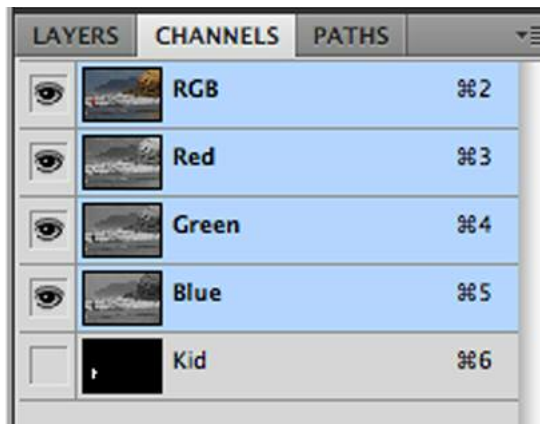 LAYERS CHANNELS PATHS
RGB ⌘2
Red ⌘3
Green ⌘4
Blue ⌘5
Kid ⌘6